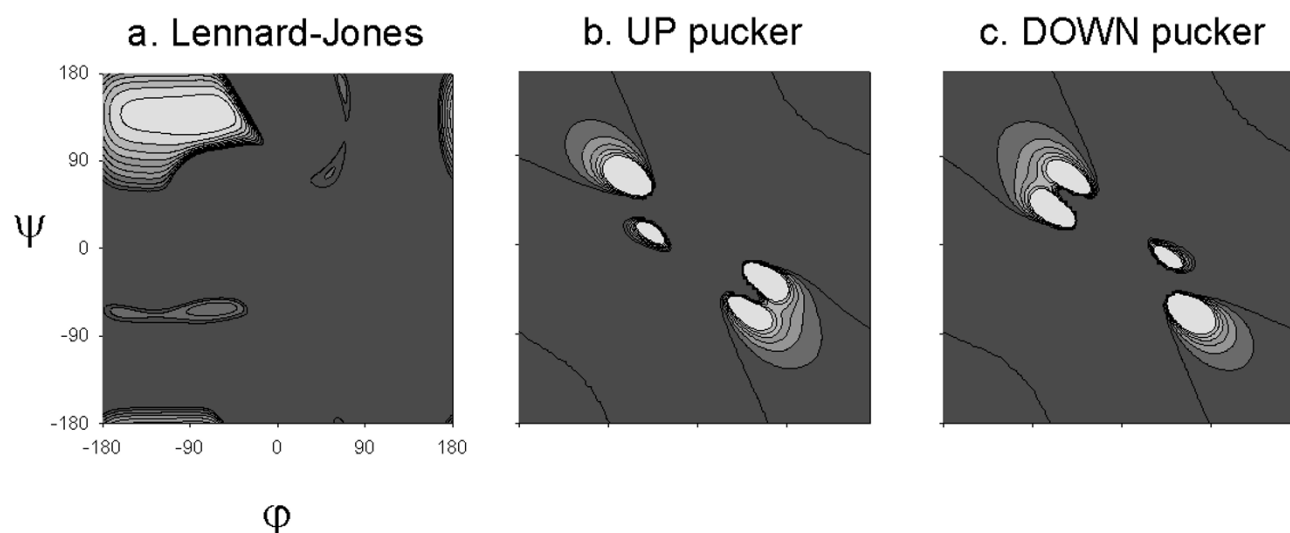 a. Lennard-Jones
b. UP pucker
c. DOWN pucker
180
90
ψ
0
-90
-180
-180
-90
0
90
180
φ